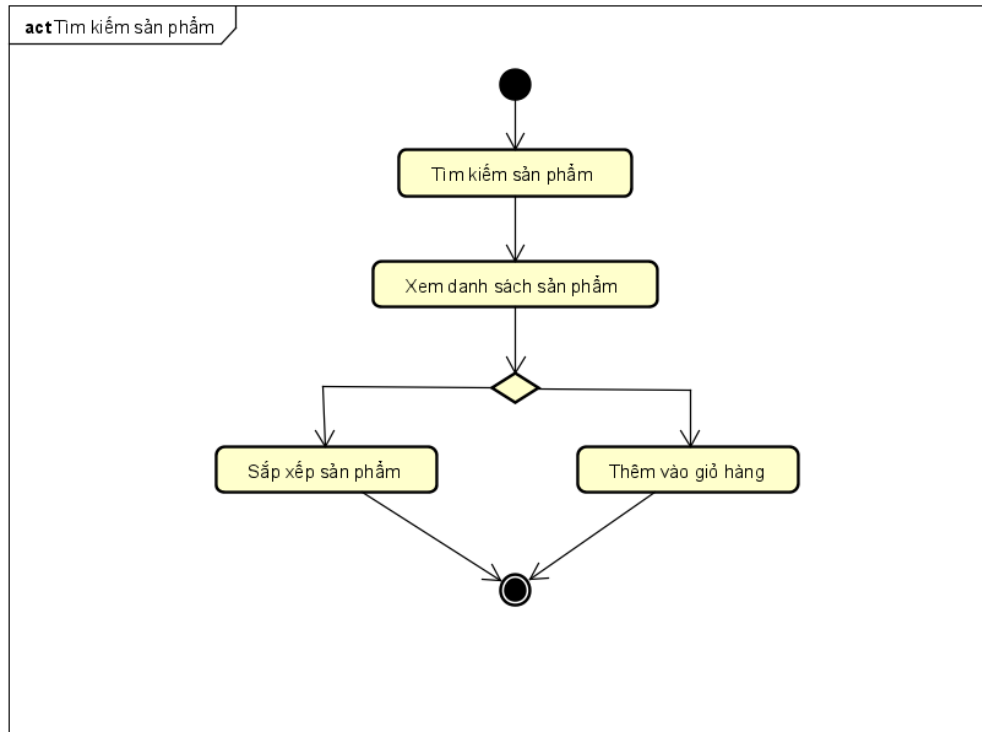 act Tìm kiếm sản phẩm
Tìm kiếm sản phẩm
Xem danh sách sản phẩm
Sắp xếp sản phẩm
Thêm vào giỏ hàng